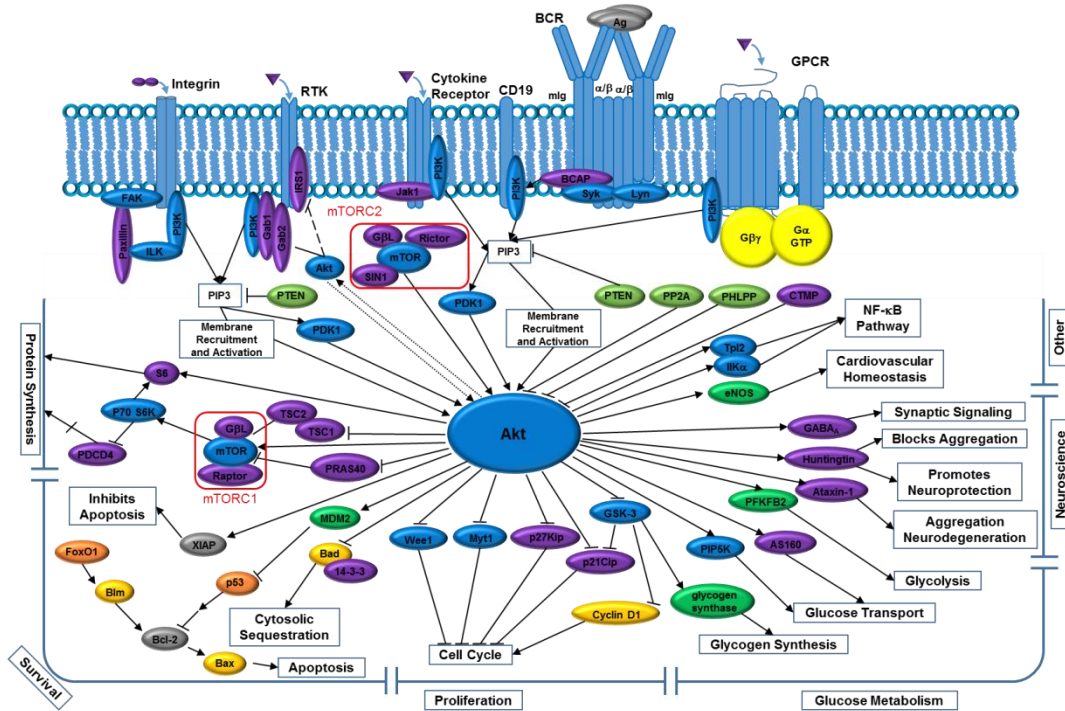 BCR
Ag
GPCR
Integrin
RTK
Cytokine
Receptor
CD19
mIg
α/β
α/β
mIg
PI3K
IRS1
Jak1
PI3K
BCAP
Syk
Lyn
PI3K
FAK
Paxillin
ILK
PI3K
PI3K
Gab1
Gab2
Akt
mTORC2
GβL
Rictor
mTOR
SIN1
PIP3
Gβγ
Gα
GTP
PIP3
PTEN
PDK1
PDK1
PTEN
PP2A
PHLPP
CTMP
NF-κB
Pathway
Membrane
Recruitment
and Activation
Membrane
Recruitment
and Activation
Tpl2
IIKα
Cardiovascular
Homeostasis
eNOS
Other
Protein Synthesis
S6
P70 S6K
PDCD4
GβL
mTOR
Raptor
mTORC1
TSC2
TSC1
PRAS40
Akt
GABAA
Synaptic Signaling
Huntingtin
Blocks Aggregation
Promotes
Neuroprotection
Ataxin-1
Aggregation
Neurodegeneration
Neuroscience
Inhibits
Apoptosis
XIAP
MDM2
FoxO1
BIm
p53
Bad
14-3-3
Cytosolic
Sequestration
Bcl-2
Bax
Apoptosis
Wee1
Myt1
p27Kip
GSK-3
p21Cip
Cyclin D1
Cell Cycle
PIP5K
AS160
PFKFB2
Glycolysis
glycogen
synthase
Glucose Transport
Glycogen Synthesis
Survival
Proliferation
Glucose Metabolism